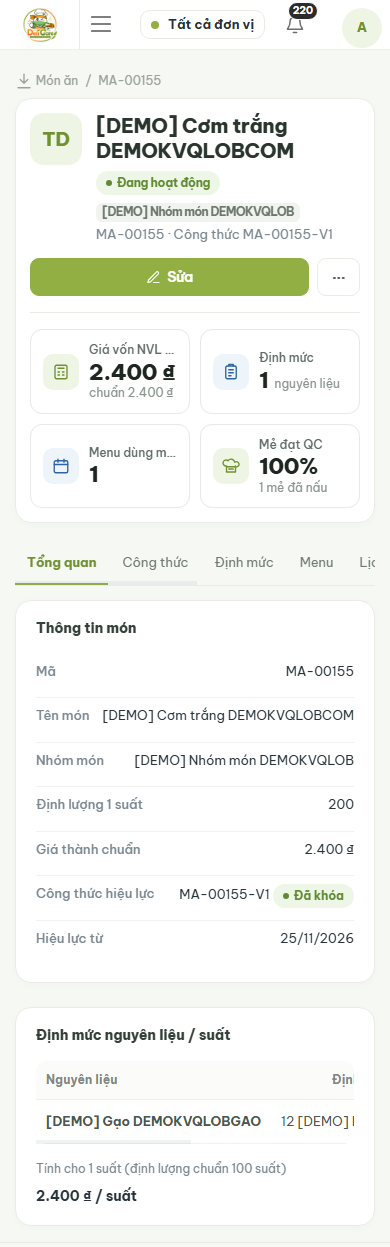 Tất cả đơn vị
220
A
Món ăn / MA-00155
TD
[DEMO] Cơm trắng
DEMOKVQLOBCOM
Đang hoạt động
[DEMO] Nhóm món DEMOKVQLOB
MA-00155 · Công thức MA-00155-V1
Sửa
...
Giá vốn NVL ...
2.400 ₫
chuẩn 2.400 ₫
Định mức
1 nguyên liệu
Menu dùng m...
1
Mẻ đạt QC
100%
1 mẻ đã nấu
Tổng quan
Công thức
Định mức
Menu
Thông tin món
Mã MA-00155
Tên món [DEMO] Cơm trắng DEMOKVQLOBCOM
Nhóm món [DEMO] Nhóm món DEMOKVQLOB
Định lượng 1 suất 200
Giá thành chuẩn 2.400 ₫
Công thức hiệu lực MA-00155-V1 Đã khóa
Hiệu lực từ 25/11/2026
Định mức nguyên liệu / suất
Nguyên liệu
[DEMO] Gạo DEMOKVQLOBGAO 12 [DEMO]
Tính cho 1 suất (định lượng chuẩn 100 suất)
2.400 ₫ / suất